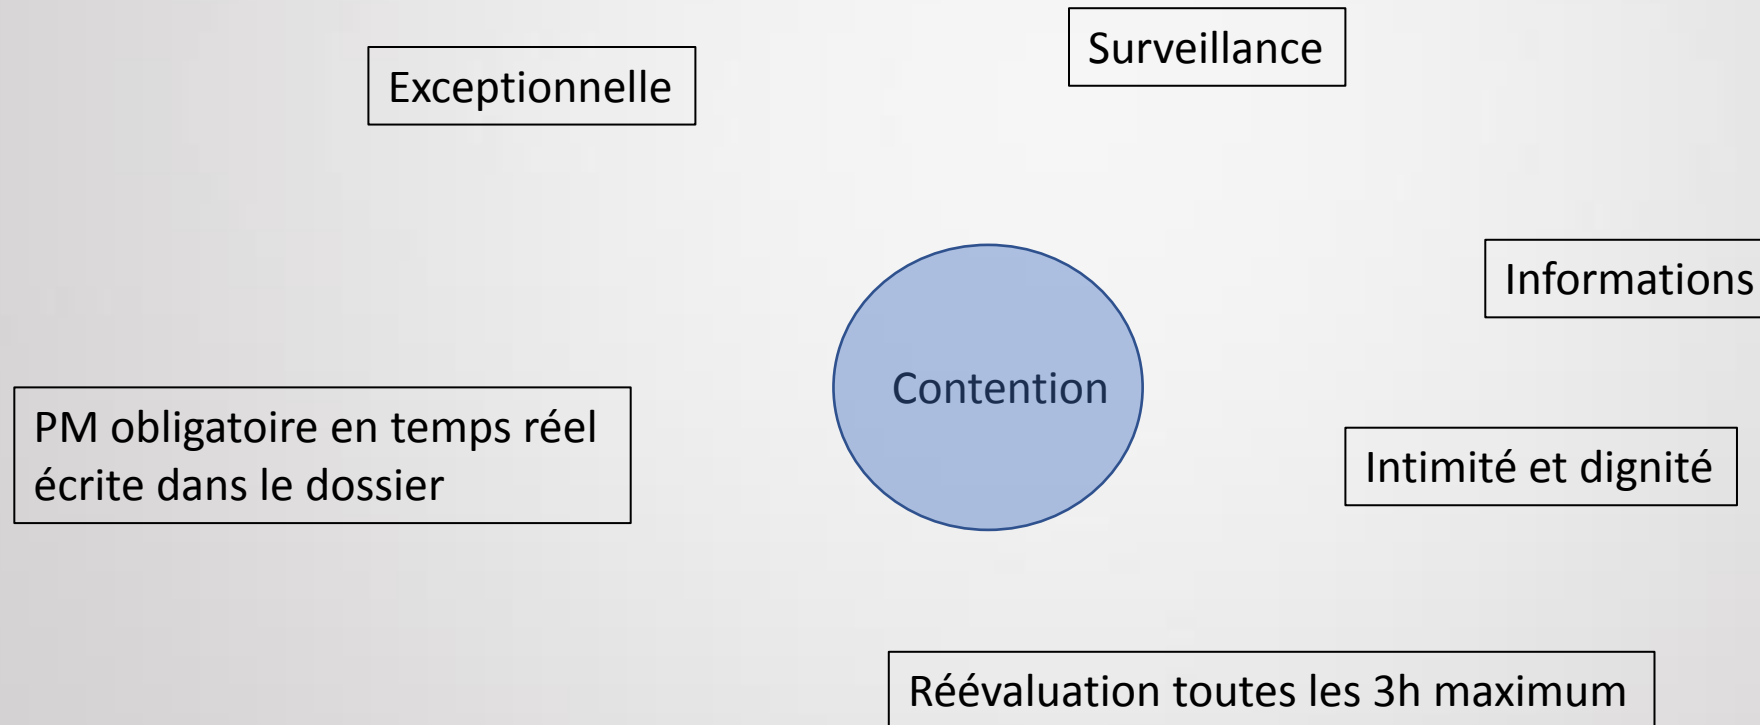 Surveillance
Exceptionnelle
Informations
Contention
PM obligatoire en temps réel
écrite dans le dossier
Intimité et dignité
Réévaluation toutes les 3h maximum